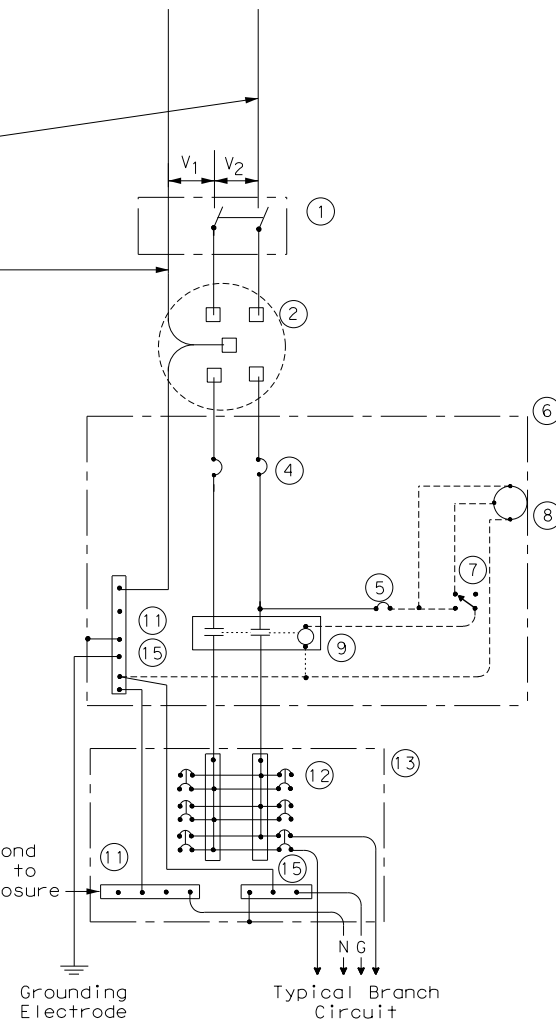 V1
V2
1
2
6
4
8
5
7
11
9
15
13
12
ond
to
osure
11
15
N G
Grounding
Electrode
Typical Branch
Circuit